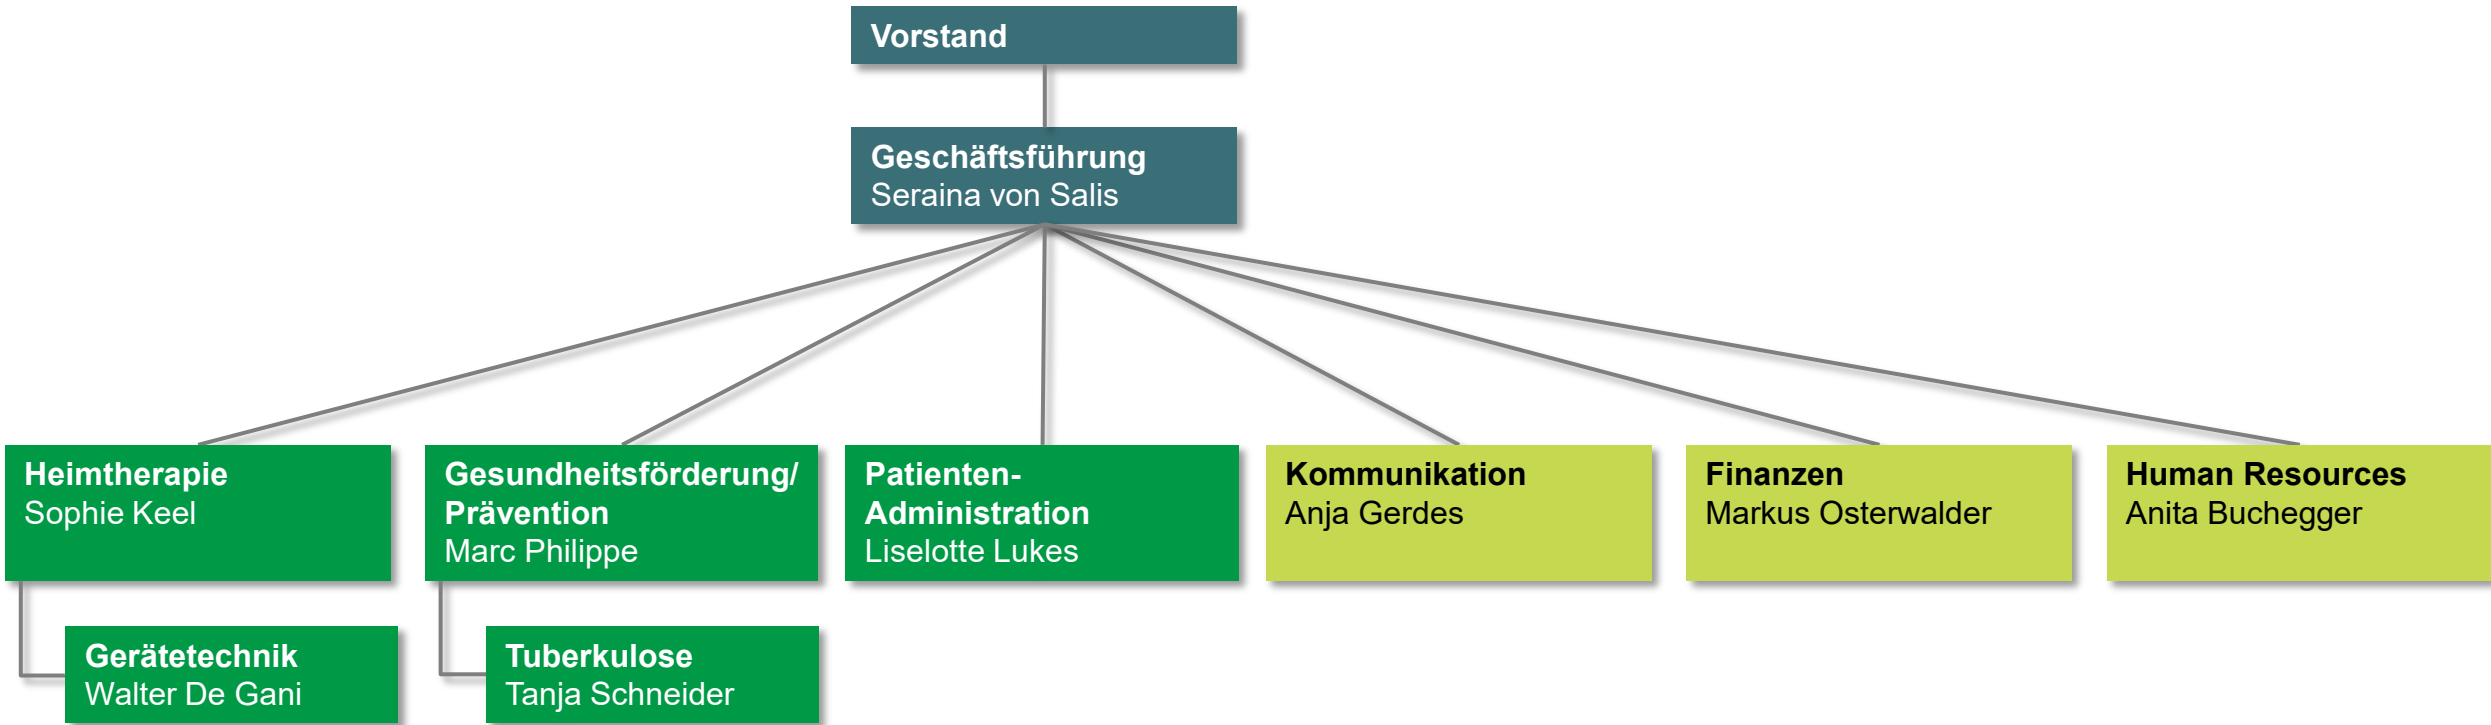 Vorstand
Geschäftsführung
Seraina von Salis
Heimtherapie
Sophie Keel
Gesundheitsförderung/
Prävention
Marc Philippe
Patienten-
Administration
Liselotte Lukes
Kommunikation
Anja Gerdes
Finanzen
Markus Osterwalder
Human Resources
Anita Buchegger
Gerätetechnik
Walter De Gani
Tuberkulose
Tanja Schneider